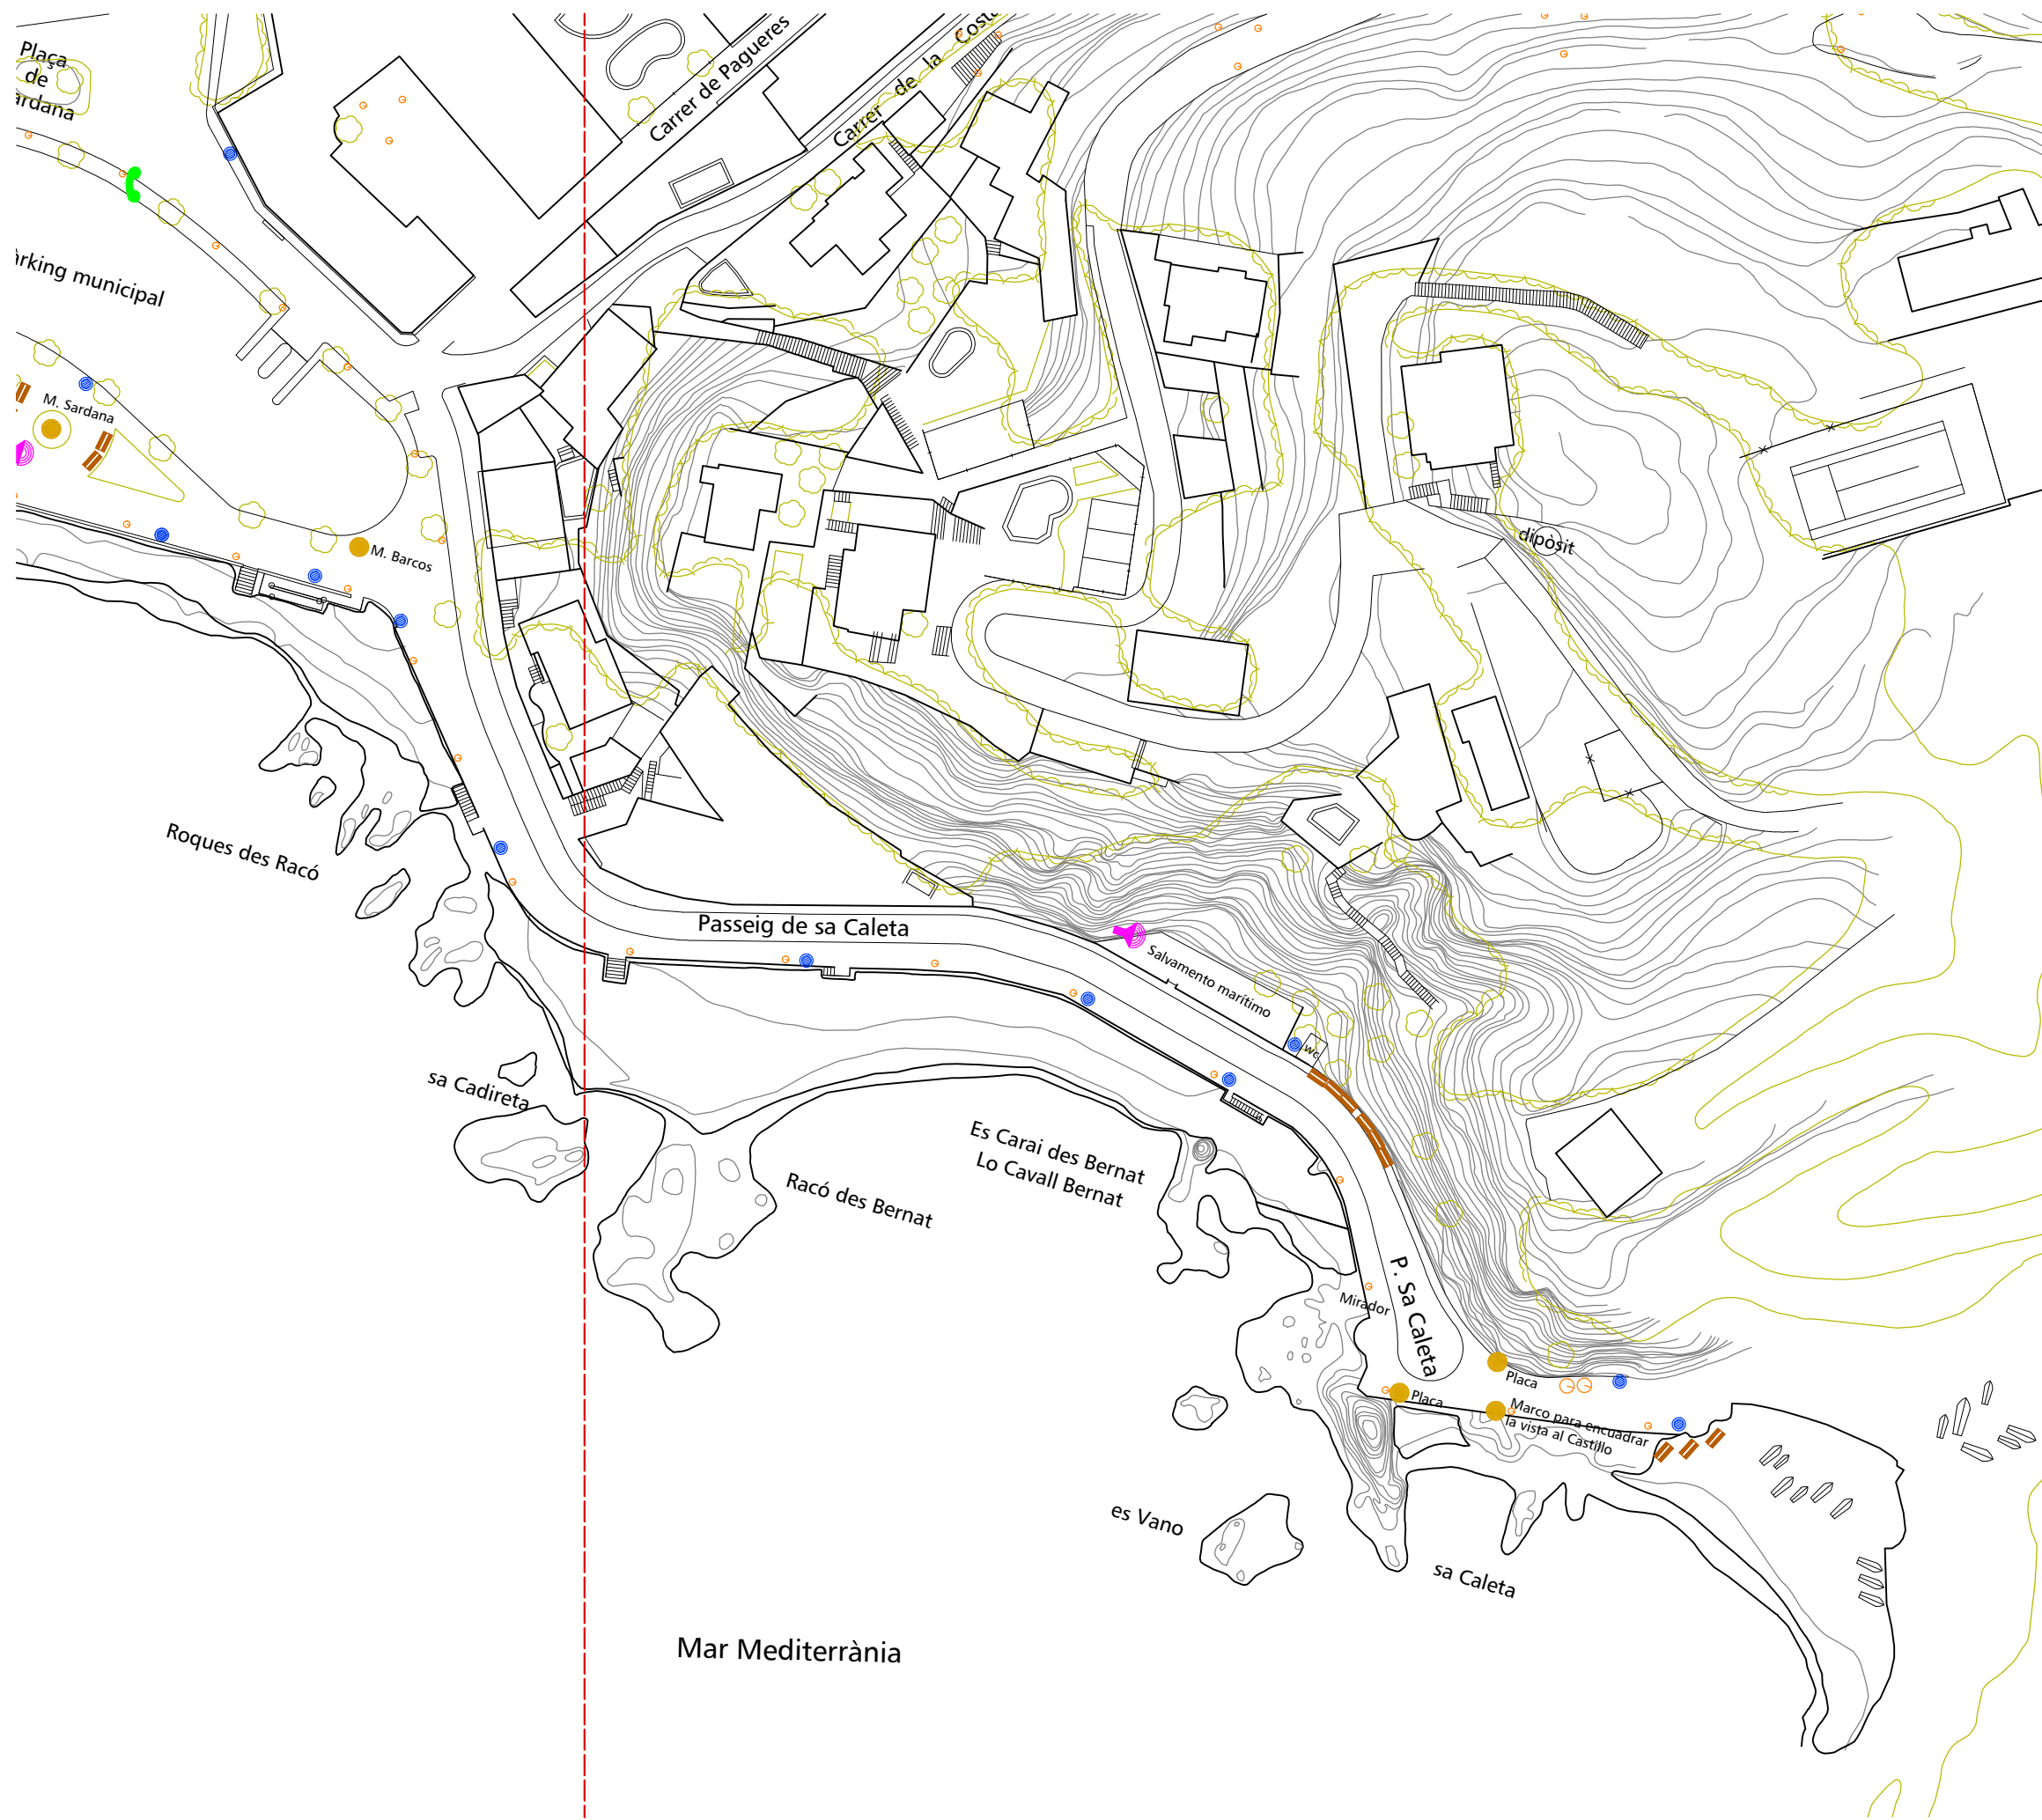 Plaça
de
ardana
Carrer de Pagueres
Carrer de la Costa
àrking municipal
M. Sardana
M. Barcos
dipòsit
Roques des Racó
Passeig de sa Caleta
Salvamento marítimo
wc
sa Cadireta
Es Carai des Bernat
Lo Cavall Bernat
Racó des Bernat
P. Sa Caleta
Mirador
Placa
Placa
Marco para encuadrar
la vista al Castillo
es Vano
sa Caleta
Mar Mediterrània